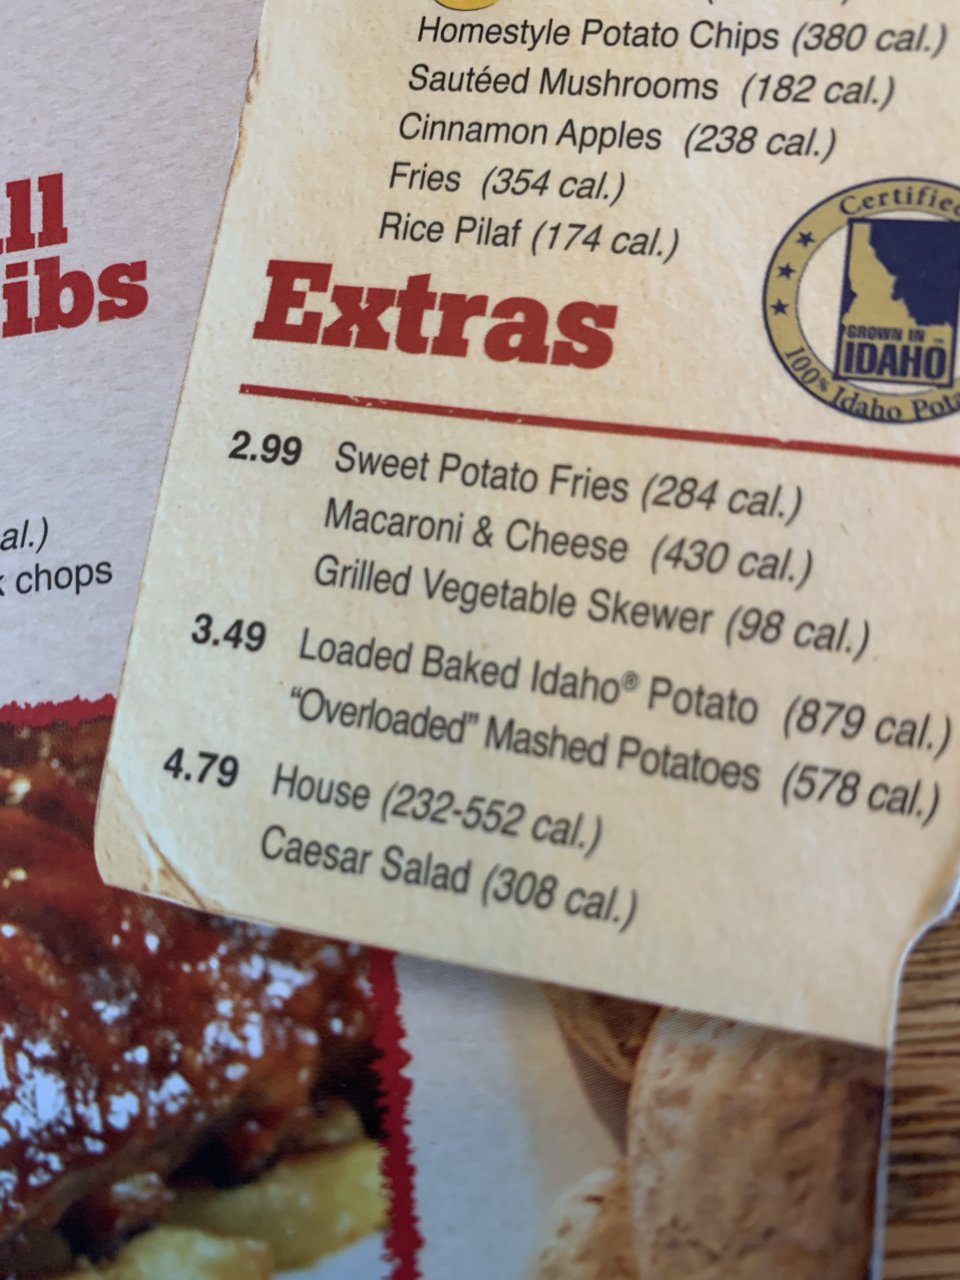 Homestyle Potato Chips (380 cal.)
Sautéed Mushrooms (182 cal.)
Cinnamon Apples (238 cal.)
Fries (354 cal.)
Rice Pilaf (174 cal.)
ll
ibs
Certified
GROWN IN
IDAHO
100% Idaho Pota
Extras
2.99 Sweet Potato Fries (284 cal.)
Macaroni & Cheese (430 cal.)
Grilled Vegetable Skewer (98 cal.)
al.)
chops
3.49 Loaded Baked Idaho® Potato (879 cal.)
“Overloaded” Mashed Potatoes (578 cal.)
4.79 House (232-552 cal.)
Caesar Salad (308 cal.)